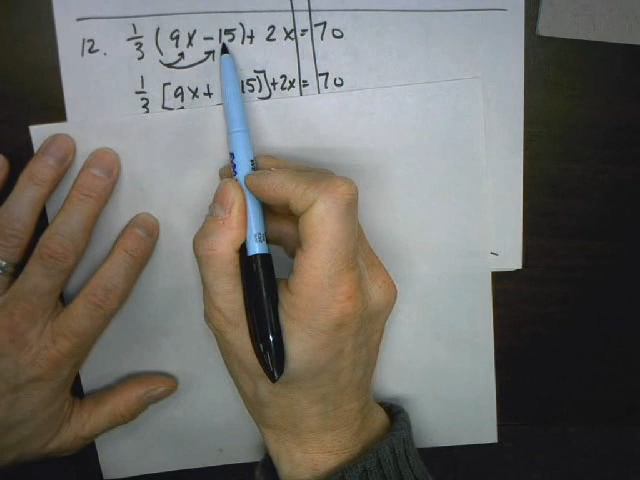 12. 1/3 (9x - 15) + 2x = 70
1/3 [9x + 15)] + 2x = 70